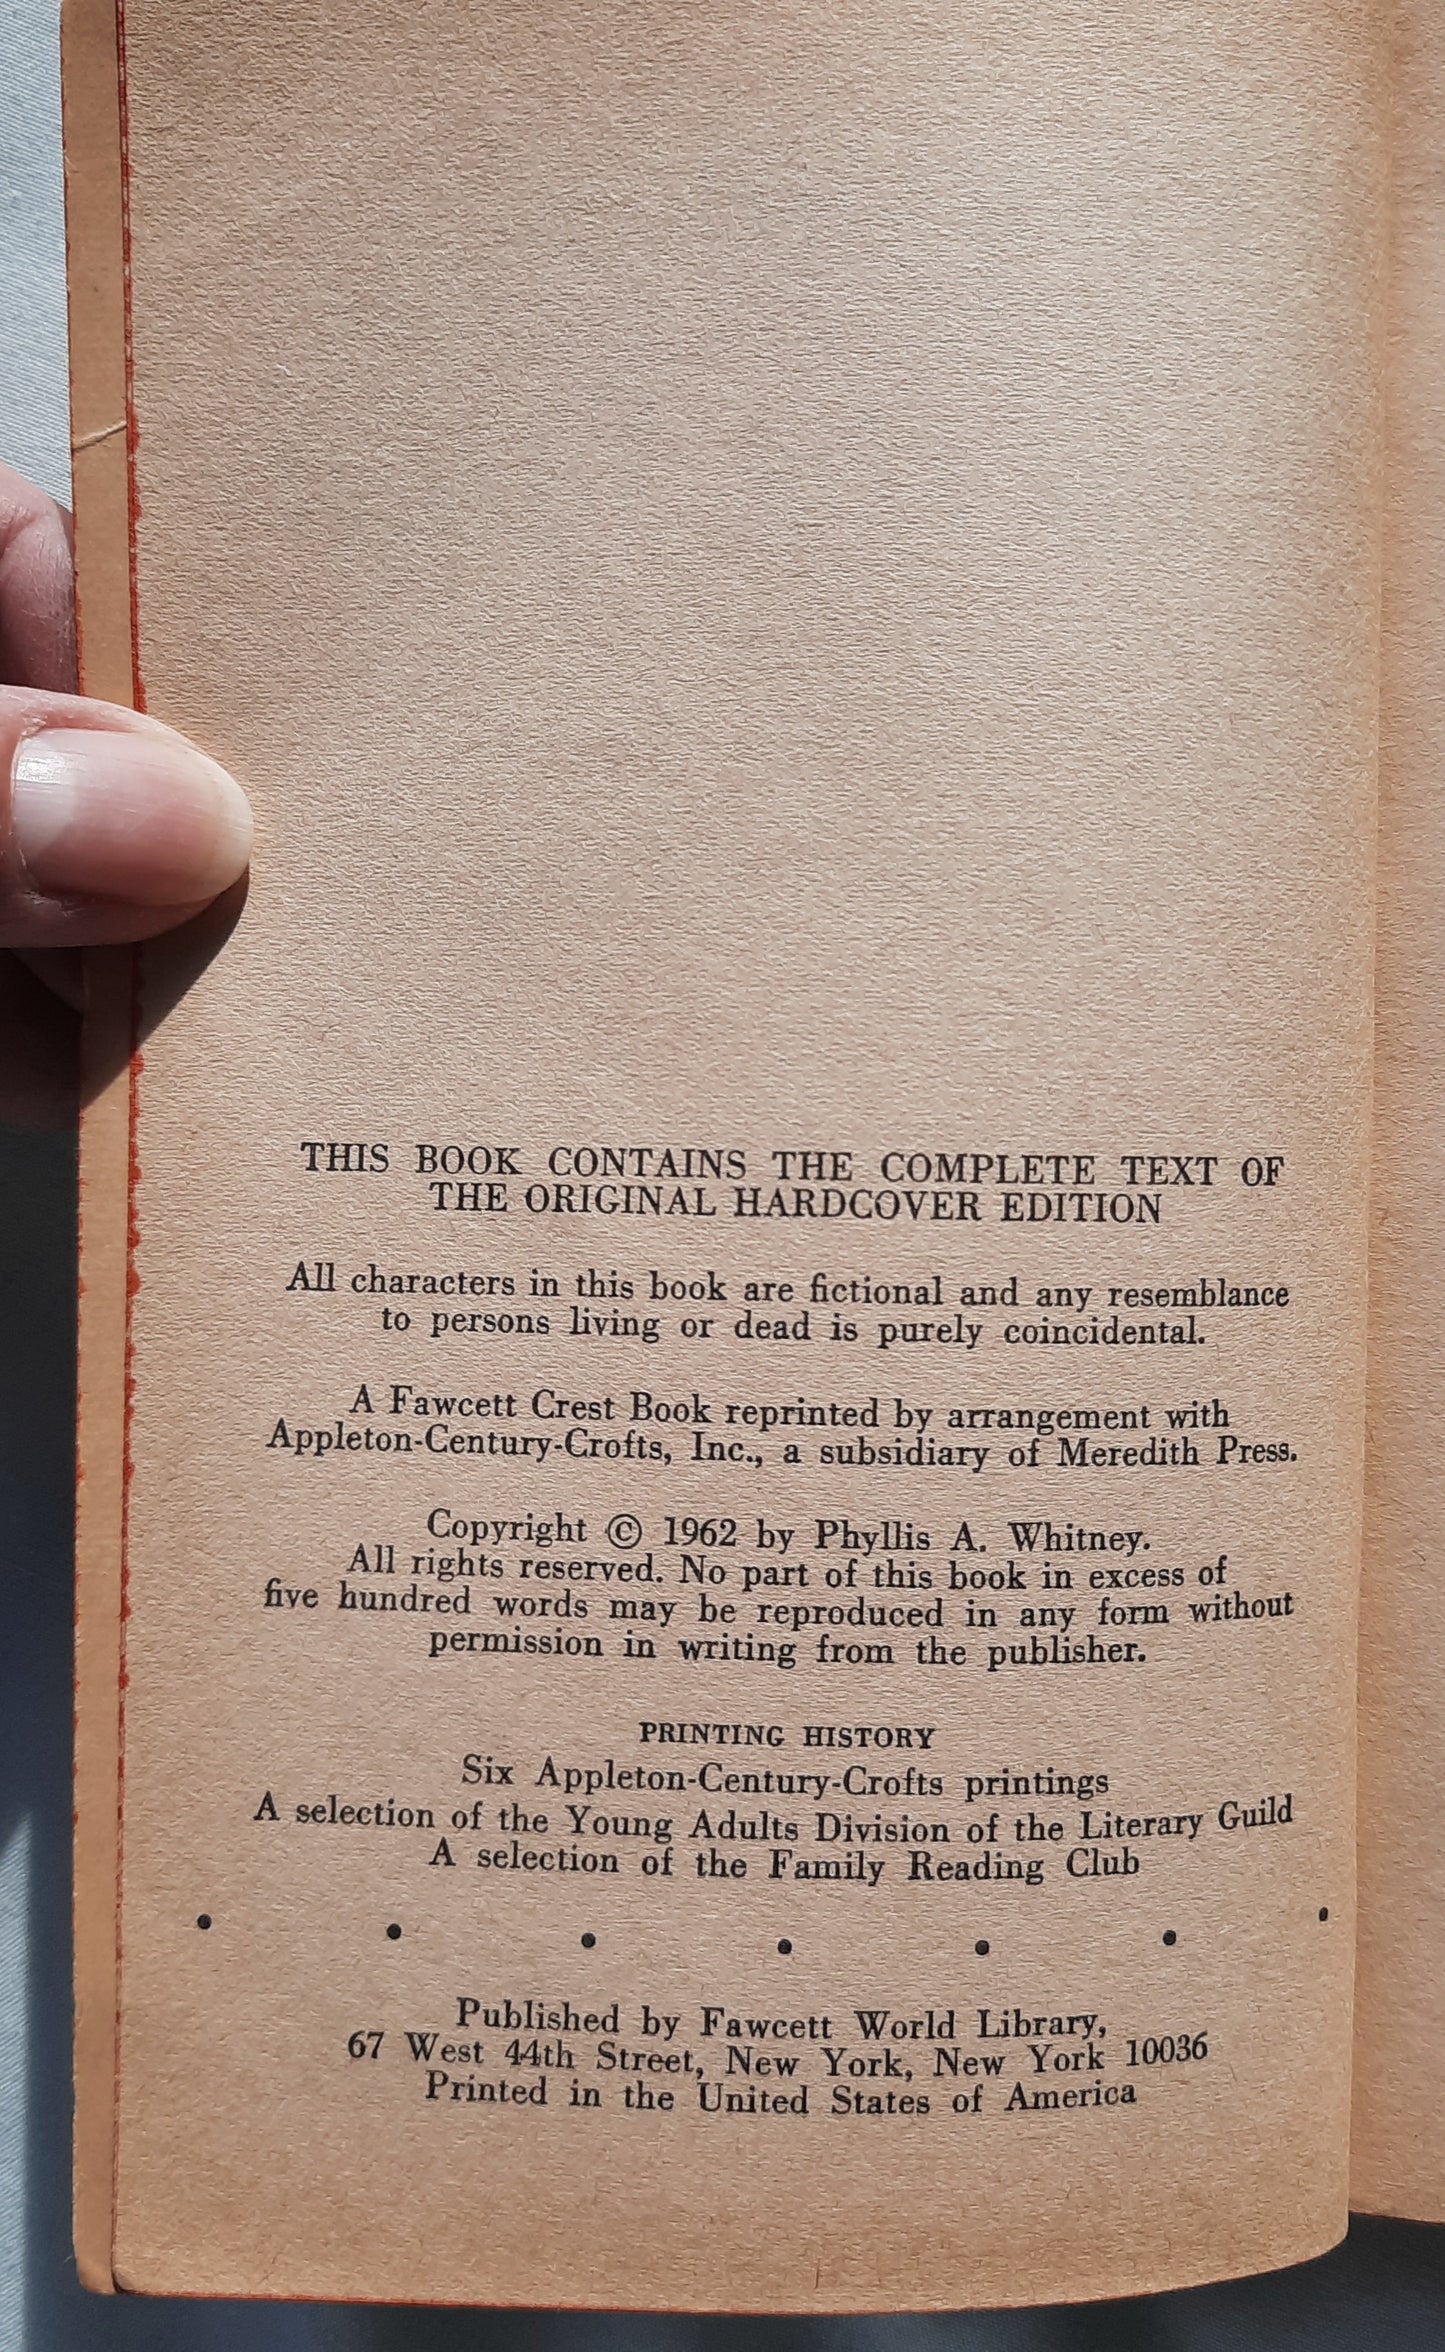 THIS BOOK CONTAINS THE COMPLETE TEXT OF
THE ORIGINAL HARDCOVER EDITION
All characters in this book are fictional and any resemblance
to persons living or dead is purely coincidental.
A Fawcett Crest Book reprinted by arrangement with
Appleton-Century-Crofts, Inc., a subsidiary of Meredith Press.
Copyright © 1962 by Phyllis A. Whitney.
All rights reserved. No part of this book in excess of
five hundred words may be reproduced in any form without
permission in writing from the publisher.
PRINTING HISTORY
Six Appleton-Century-Crofts printings
A selection of the Young Adults Division of the Literary Guild
A selection of the Family Reading Club
• • • • • • •
Published by Fawcett World Library,
67 West 44th Street, New York, New York 10036
Printed in the United States of America